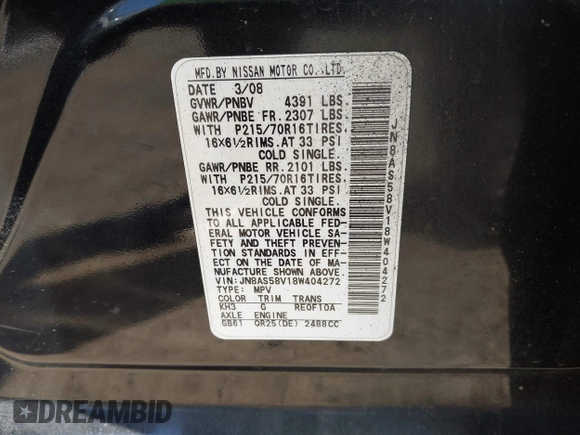 MFD.BY NISSAN MOTOR CO.,LTD.
DATE 3/08
GVWR/PNBV 4391 LBS.
GAWR/PNBE FR. 2307 LBS.
WITH P215/70R16TIRES.
16X6½RIMS.AT 33 PSI
COLD SINGLE.
GAWR/PNBE RR. 2101 LBS.
WITH P215/70R16TIRES.
16X6½RIMS.AT 33 PSI
COLD SINGLE.
THIS VEHICLE CONFORMS
TO ALL APPLICABLE FED-
ERAL MOTOR VEHICLE SA-
FETY AND THEFT PREVEN-
TION STANDARDS IN EFF-
ECT ON THE DATE OF MA-
NUFACTURE SHOWN ABOVE.
VIN:JN8AS58V18W404272
TYPE: MPV
COLOR TRIM TRANS
KH3 G RE0F10A
AXLE ENGINE
GB61 QR25(DE) 2488CC
JN8AS58V18W404272
DREAMBID